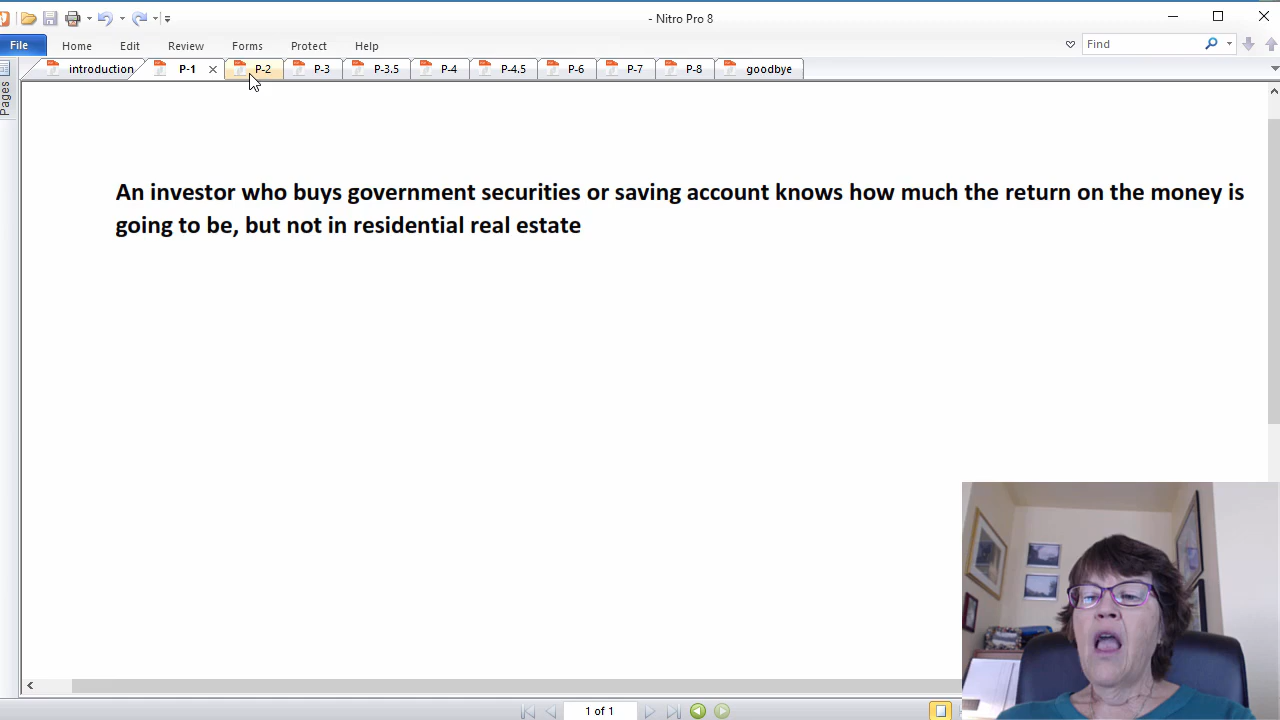 - Nitro Pro 8
File
Home
Edit
Review
Forms
Protect
Help
Find
introduction
P-1
P-2
P-3
P-3.5
P-4
P-4.5
P-6
P-7
P-8
goodbye
Pages
An investor who buys government securities or saving account knows how much the return on the money is
going to be, but not in residential real estate
1 of 1